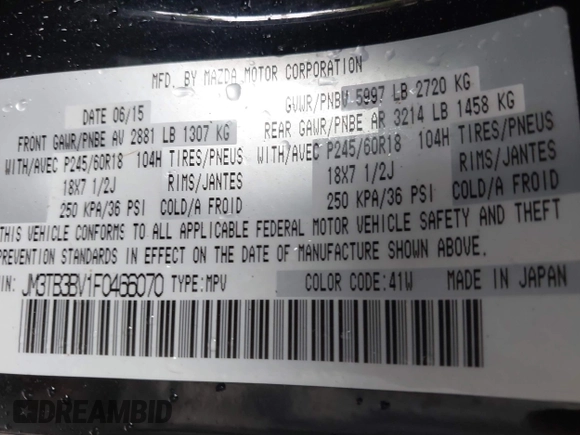 MFD. BY MAZDA MOTOR CORPORATION
DATE 06/15
GVWR/PNBV 5997 LB 2720 KG
FRONT GAWR/PNBE AV 2881 LB 1307 KG
REAR GAWR/PNBE AR 3214 LB 1458 KG
WITH/AVEC P245/60R18 104H TIRES/PNEUS
WITH/AVEC P245/60R18 104H TIRES/PNEUS
18X7 1/2J RIMS/JANTES
18X7 1/2J RIMS/JANTES
250 KPA/36 PSI COLD/A FROID
250 KPA/36 PSI COLD/A FROID
THIS VEHICLE CONFORMS TO ALL APPLICABLE FEDERAL MOTOR VEHICLE SAFETY AND THEFT
PREVENTION STANDARDS IN EFFECT ON THE DATE OF MANUFACTURE SHOWN ABOVE.
IN: JM3TB3BV1F0466070 TYPE:MPV COLOR CODE:41W MADE IN JAPAN
DREAMBID